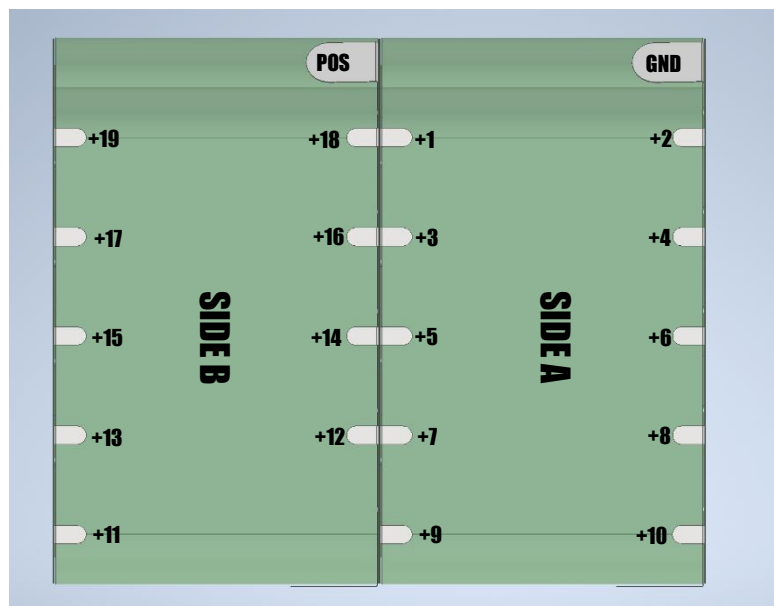 POS GND
+19 +18 +1 +2
+17 +16 +3 +4
SIDE B SIDE A
+15 +14 +5 +6
+13 +12 +7 +8
+11 +9 +10